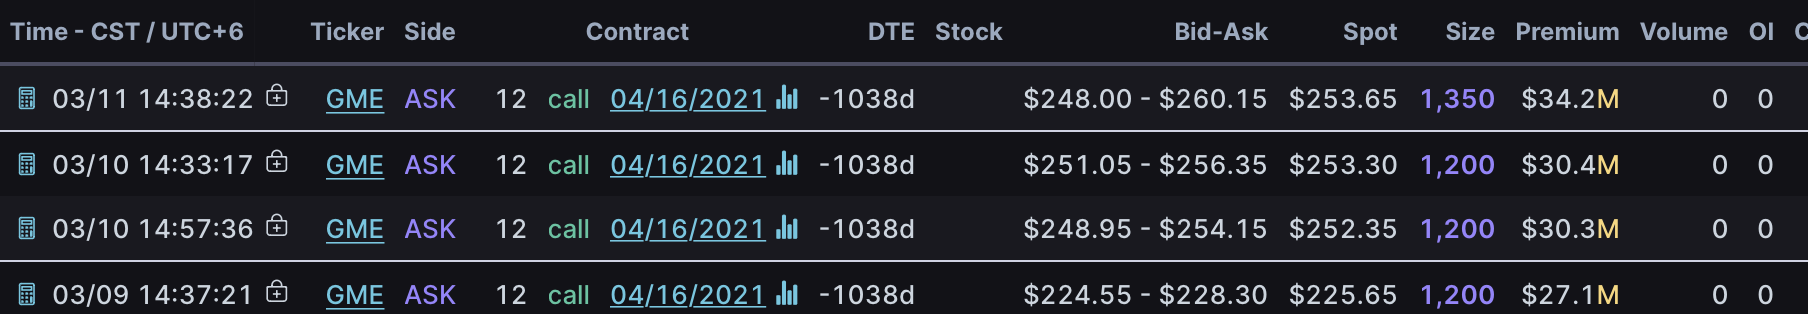 Time - CST / UTC+6 Ticker Side Contract DTE Stock Bid-Ask Spot Size Premium Volume OI
03/11 14:38:22 GME ASK 12 call 04/16/2021 -1038d $248.00 - $260.15 $253.65 1,350 $34.2M 0 0
03/10 14:33:17 GME ASK 12 call 04/16/2021 -1038d $251.05 - $256.35 $253.30 1,200 $30.4M 0 0
03/10 14:57:36 GME ASK 12 call 04/16/2021 -1038d $248.95 - $254.15 $252.35 1,200 $30.3M 0 0
03/09 14:37:21 GME ASK 12 call 04/16/2021 -1038d $224.55 - $228.30 $225.65 1,200 $27.1M 0 0